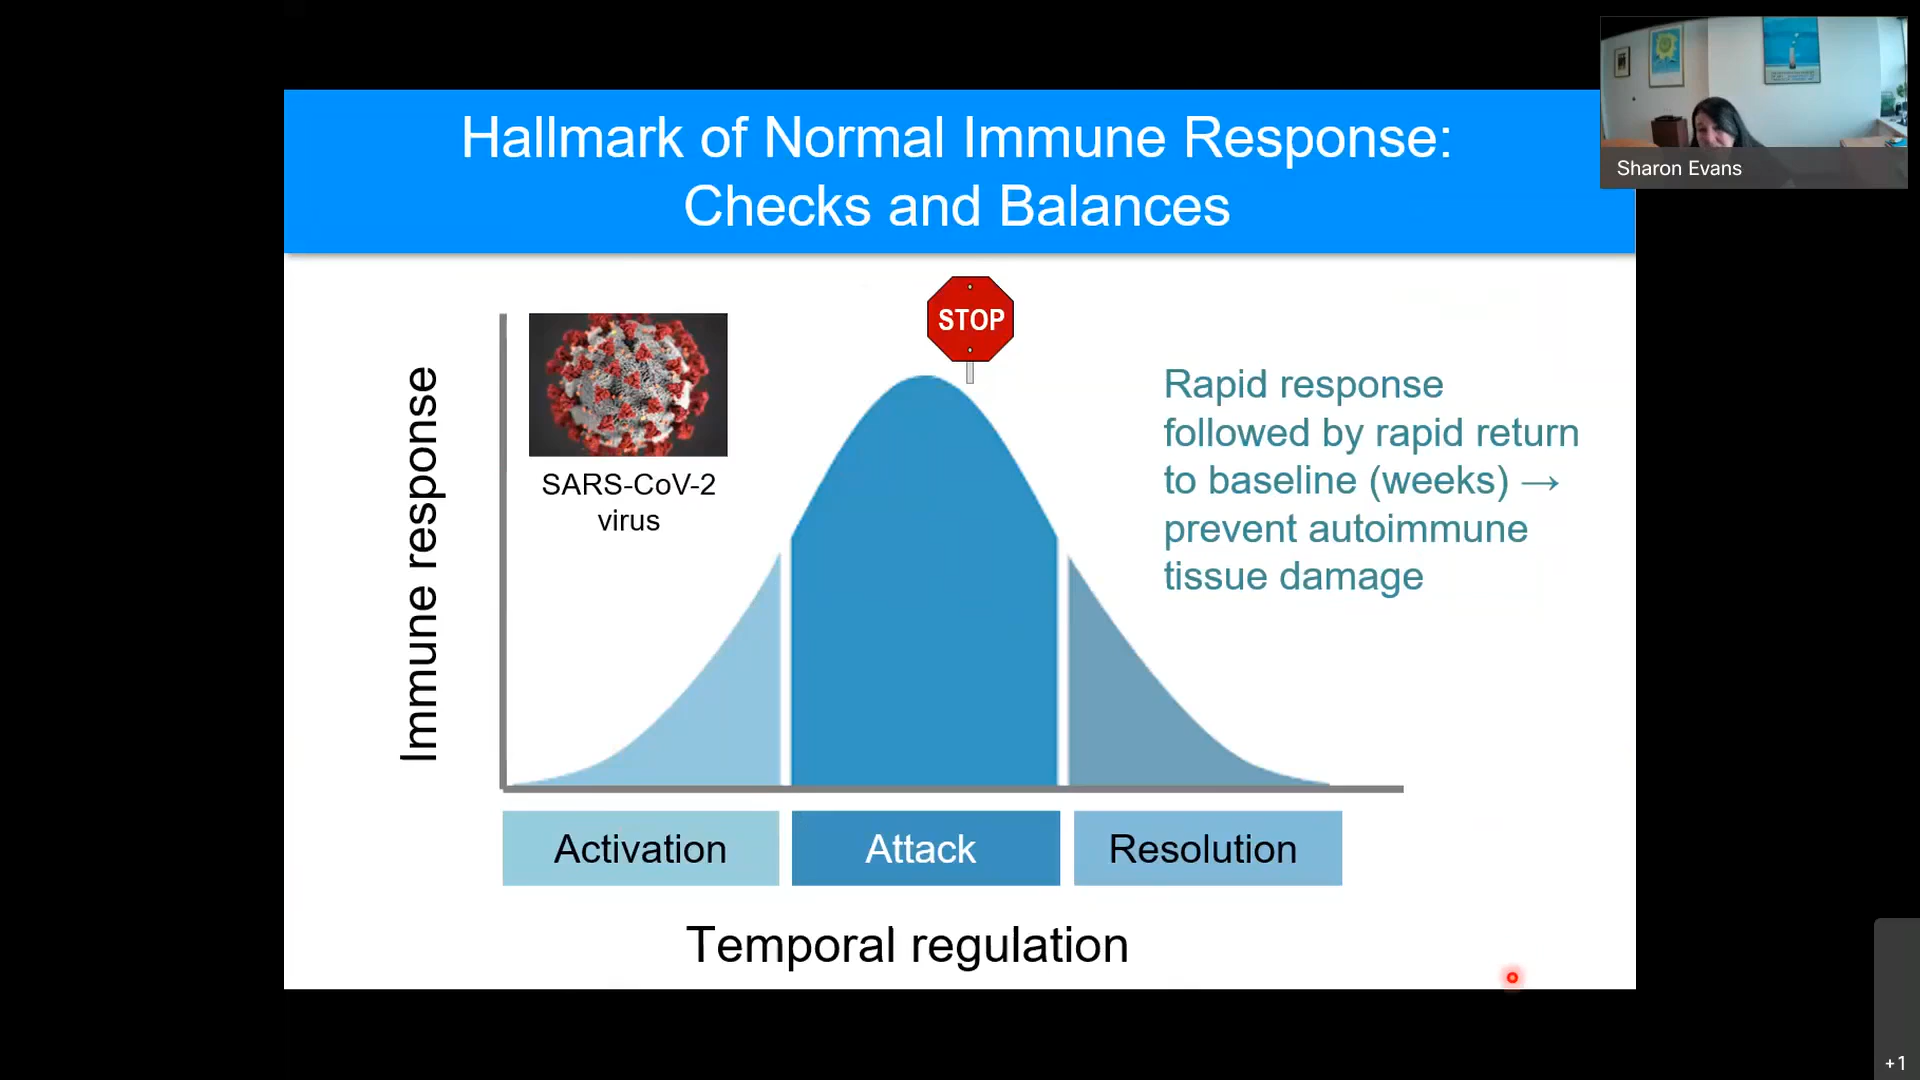 Hallmark of Normal Immune Response:
Checks and Balances
Sharon Evans
STOP
Immune response
SARS-CoV-2
virus
Rapid response
followed by rapid return
to baseline (weeks) →
prevent autoimmune
tissue damage
Activation
Attack
Resolution
Temporal regulation
+1